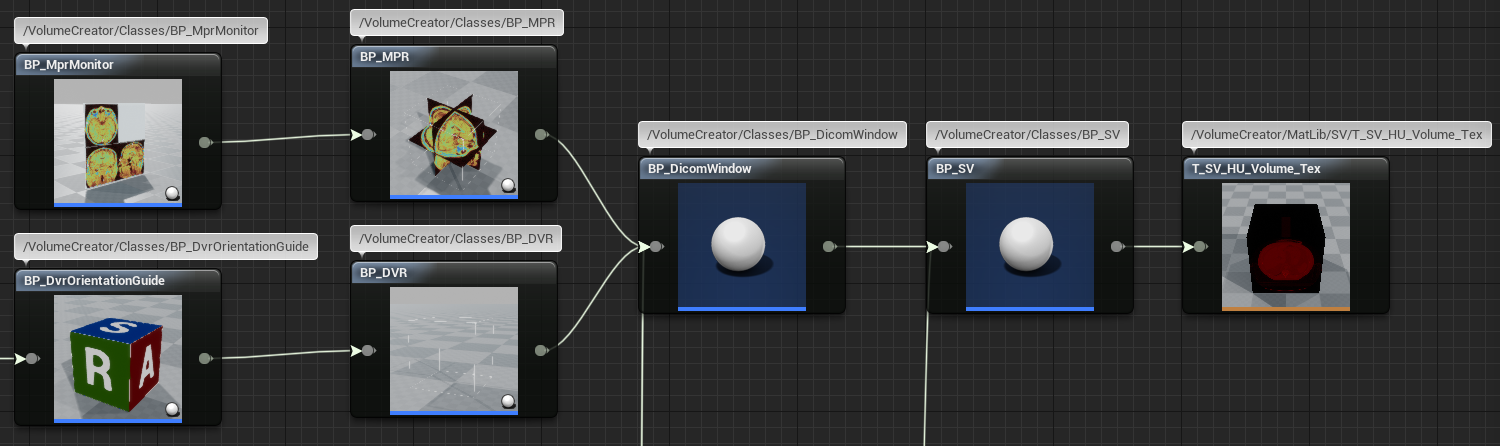 /VolumeCreator/Classes/BP_MprMonitor
BP_MprMonitor
/VolumeCreator/Classes/BP_MPR
BP_MPR
/VolumeCreator/Classes/BP_DicomWindow
BP_DicomWindow
/VolumeCreator/Classes/BP_SV
BP_SV
/VolumeCreator/MatLib/SV/T_SV_HU_Volume_Tex
T_SV_HU_Volume_Tex
/VolumeCreator/Classes/BP_DvrOrientationGuide
BP_DvrOrientationGuide
S
R
A
/VolumeCreator/Classes/BP_DVR
BP_DVR